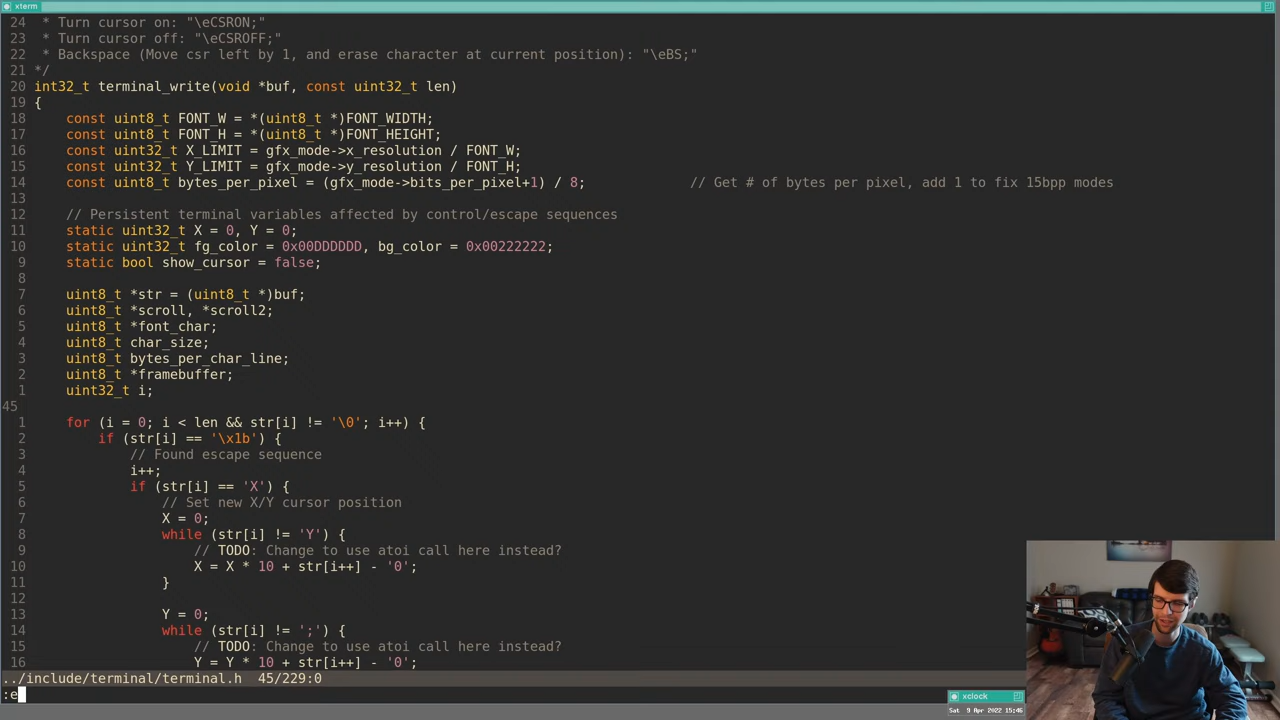 xterm
24  * Turn cursor on: "\eCSRON;"
23  * Turn cursor off: "\eCSROFF;"
22  * Backspace (Move csr left by 1, and erase character at current position): "\eBS;"
21 */
20 int32_t terminal_write(void *buf, const uint32_t len)
19 {
18     const uint8_t FONT_W = *(uint8_t *)FONT_WIDTH;
17     const uint8_t FONT_H = *(uint8_t *)FONT_HEIGHT;
16     const uint32_t X_LIMIT = gfx_mode->x_resolution / FONT_W;
15     const uint32_t Y_LIMIT = gfx_mode->y_resolution / FONT_H;
14     const uint8_t bytes_per_pixel = (gfx_mode->bits_per_pixel+1) / 8;             // Get # of bytes per pixel, add 1 to fix 15bpp modes
13
12     // Persistent terminal variables affected by control/escape sequences
11     static uint32_t X = 0, Y = 0;
10     static uint32_t fg_color = 0x00DDDDDD, bg_color = 0x00222222;
9     static bool show_cursor = false;
8
7     uint8_t *str = (uint8_t *)buf;
6     uint8_t *scroll, *scroll2;
5     uint8_t *font_char;
4     uint8_t char_size;
3     uint8_t bytes_per_char_line;
2     uint8_t *framebuffer;
1     uint32_t i;
45
1     for (i = 0; i < len && str[i] != '\0'; i++) {
2         if (str[i] == '\x1b') {
3             // Found escape sequence
4             i++;
5             if (str[i] == 'X') {
6                 // Set new X/Y cursor position
7                 X = 0;
8                 while (str[i] != 'Y') {
9                     // TODO: Change to use atoi call here instead?
10                     X = X * 10 + str[i++] - '0';
11                 }
12
13                 Y = 0;
14                 while (str[i] != ';') {
15                     // TODO: Change to use atoi call here instead?
16                     Y = Y * 10 + str[i++] - '0';
../include/terminal/terminal.h  45/229:0
:e
xclock
Sat  9 Apr 2022 15:46